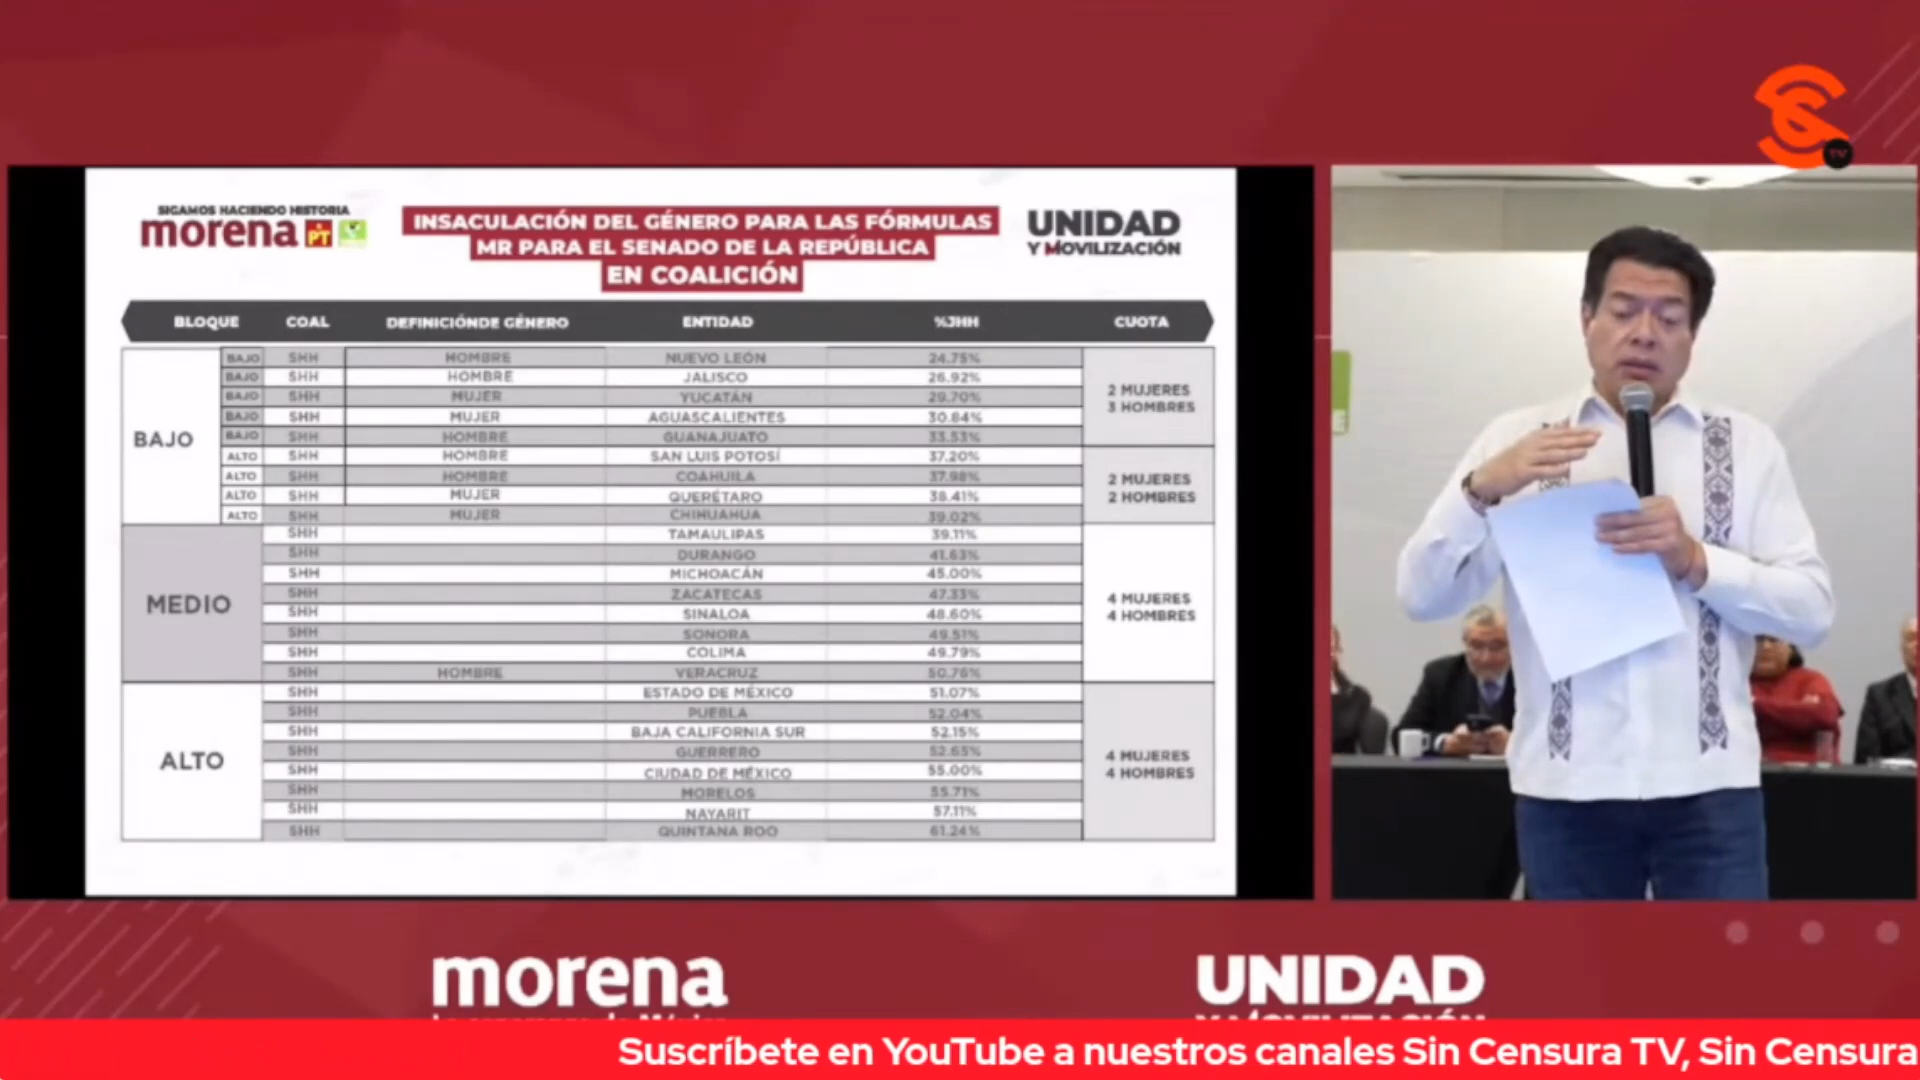 TV
SIGAMOS HACIENDO HISTORIA
morena PT
INSACULACIÓN DEL GÉNERO PARA LAS FÓRMULAS
MR PARA EL SENADO DE LA REPÚBLICA
EN COALICIÓN
UNIDAD
Y MOVILIZACIÓN
BLOQUE COAL DEFINICIÓNDE GÉNERO ENTIDAD %JHH CUOTA
BAJO
BAJO SHH HOMBRE NUEVO LEÓN 24.75%
BAJO SHH HOMBRE JALISCO 26.92%
BAJO SHH MUJER YUCATÁN 29.70%
BAJO SHH MUJER AGUASCALIENTES 30.84%
BAJO SHH HOMBRE GUANAJUATO 33.53%
2 MUJERES
3 HOMBRES
ALTO SHH HOMBRE SAN LUIS POTOSÍ 37.20%
ALTO SHH HOMBRE COAHUILA 37.98%
ALTO SHH MUJER QUERÉTARO 38.41%
ALTO SHH MUJER CHIHUAHUA 39.02%
2 MUJERES
2 HOMBRES
MEDIO
SHH TAMAULIPAS 39.11%
SHH DURANGO 41.63%
SHH MICHOACÁN 45.00%
SHH ZACATECAS 47.33%
SHH SINALOA 48.60%
SHH SONORA 49.51%
SHH COLIMA 49.79%
SHH HOMBRE VERACRUZ 50.76%
4 MUJERES
4 HOMBRES
ALTO
SHH ESTADO DE MÉXICO 51.07%
SHH PUEBLA 52.04%
SHH BAJA CALIFORNIA SUR 52.15%
SHH GUERRERO 52.65%
SHH CIUDAD DE MÉXICO 55.00%
SHH MORELOS 55.71%
SHH NAYARIT 57.11%
SHH QUINTANA ROO 61.24%
4 MUJERES
4 HOMBRES
morena
La esperanza de México
UNIDAD
Y MOVILIZACIÓN
Suscríbete en YouTube a nuestros canales Sin Censura TV, Sin Censura